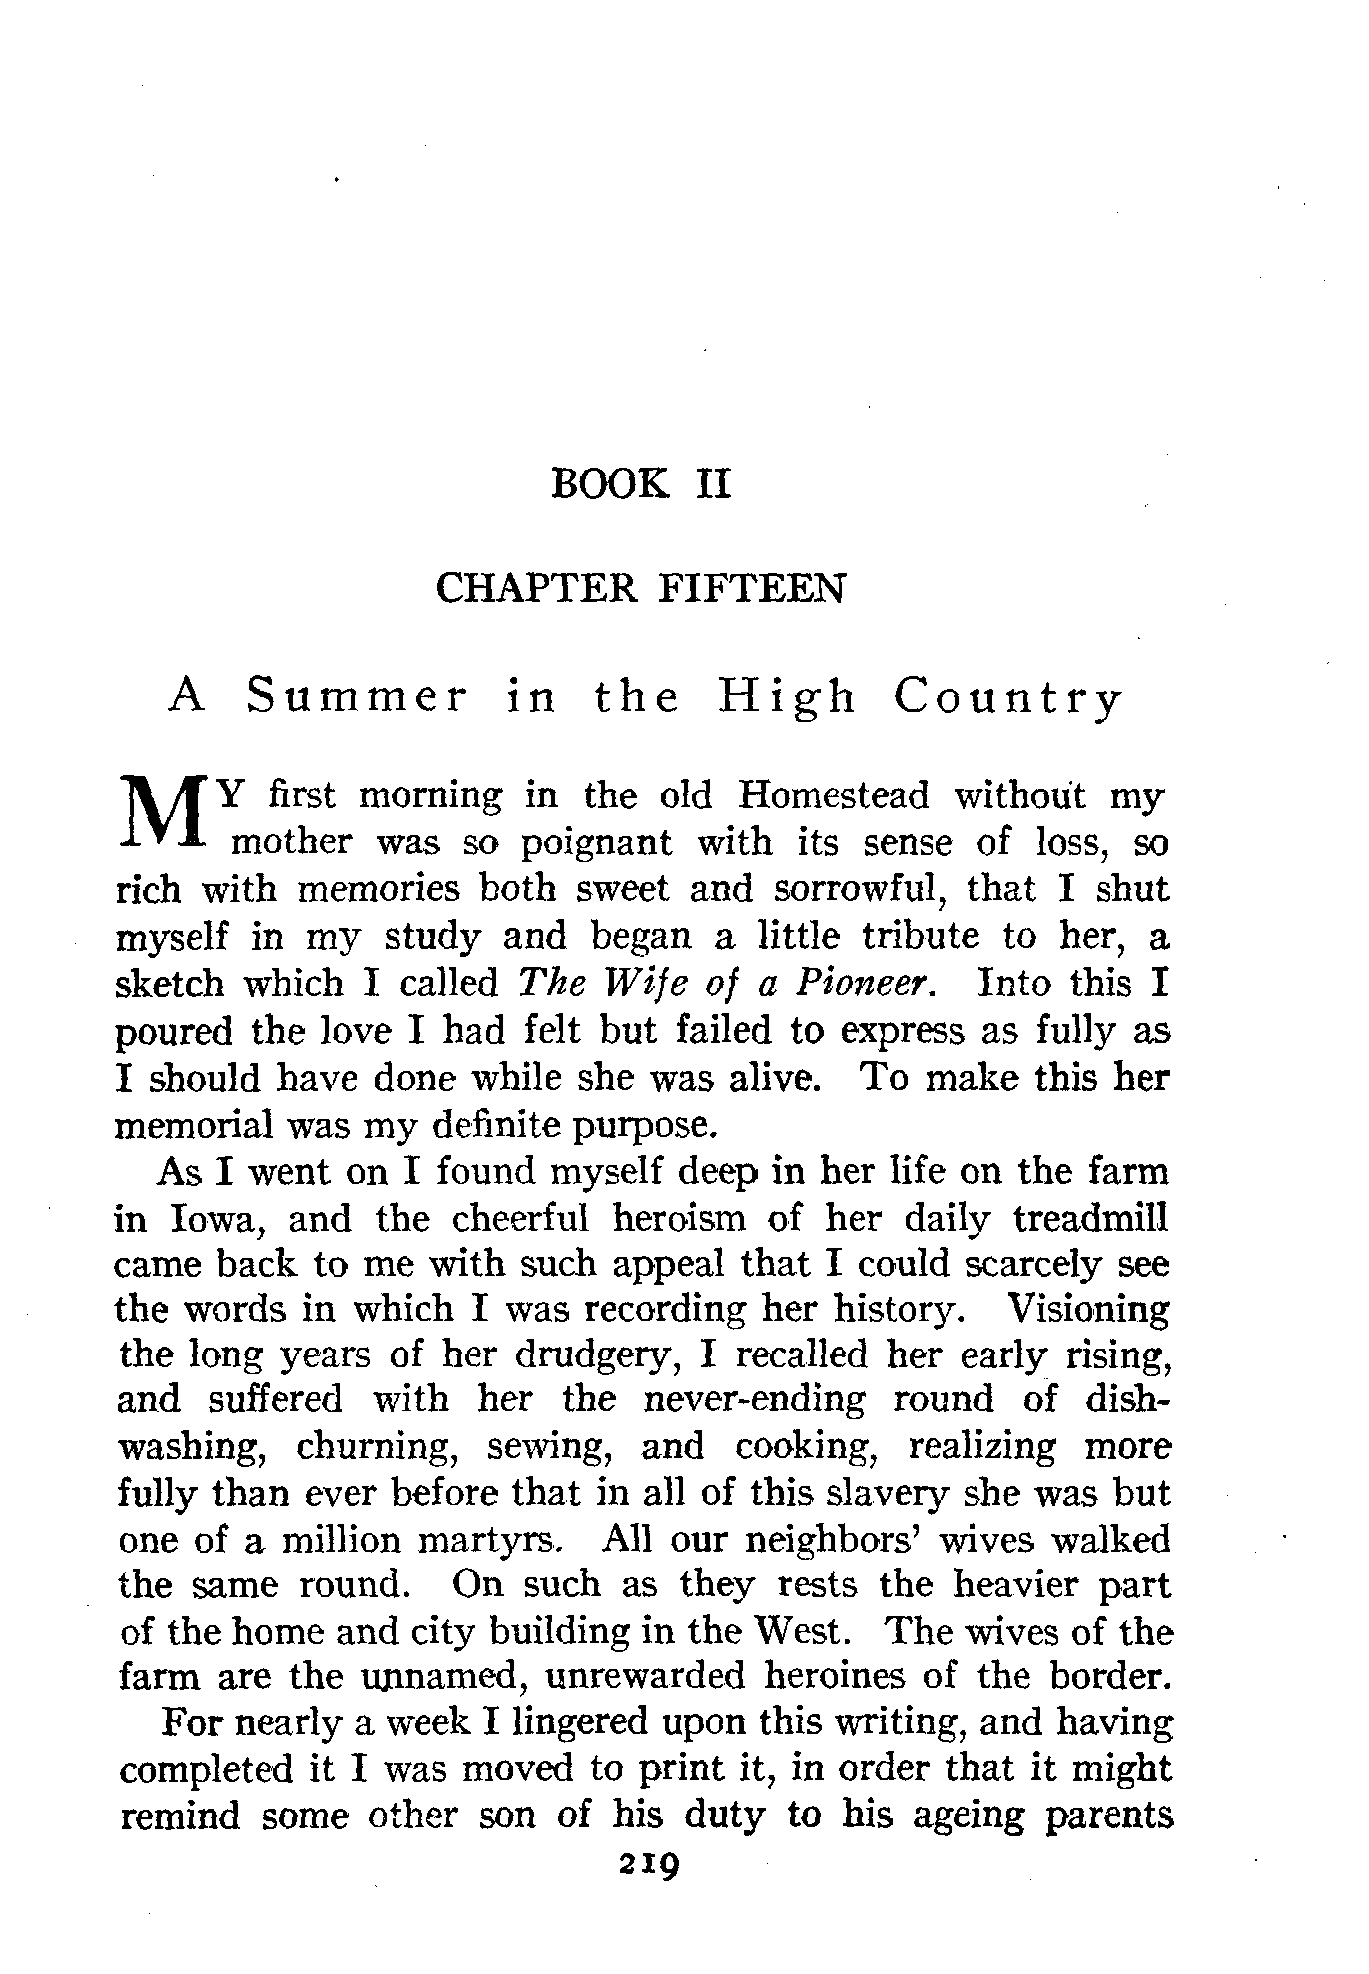 BOOK II
CHAPTER FIFTEEN
A Summer in the High Country
MY first morning in the old Homestead without my
mother was so poignant with its sense of loss, so
rich with memories both sweet and sorrowful, that I shut
myself in my study and began a little tribute to her, a
sketch which I called The Wife of a Pioneer. Into this I
poured the love I had felt but failed to express as fully as
I should have done while she was alive. To make this her
memorial was my definite purpose.
As I went on I found myself deep in her life on the farm
in Iowa, and the cheerful heroism of her daily treadmill
came back to me with such appeal that I could scarcely see
the words in which I was recording her history. Visioning
the long years of her drudgery, I recalled her early rising,
and suffered with her the never-ending round of dish-
washing, churning, sewing, and cooking, realizing more
fully than ever before that in all of this slavery she was but
one of a million martyrs. All our neighbors' wives walked
the same round. On such as they rests the heavier part
of the home and city building in the West. The wives of the
farm are the unnamed, unrewarded heroines of the border.
For nearly a week I lingered upon this writing, and having
completed it I was moved to print it, in order that it might
remind some other son of his duty to his ageing parents
219